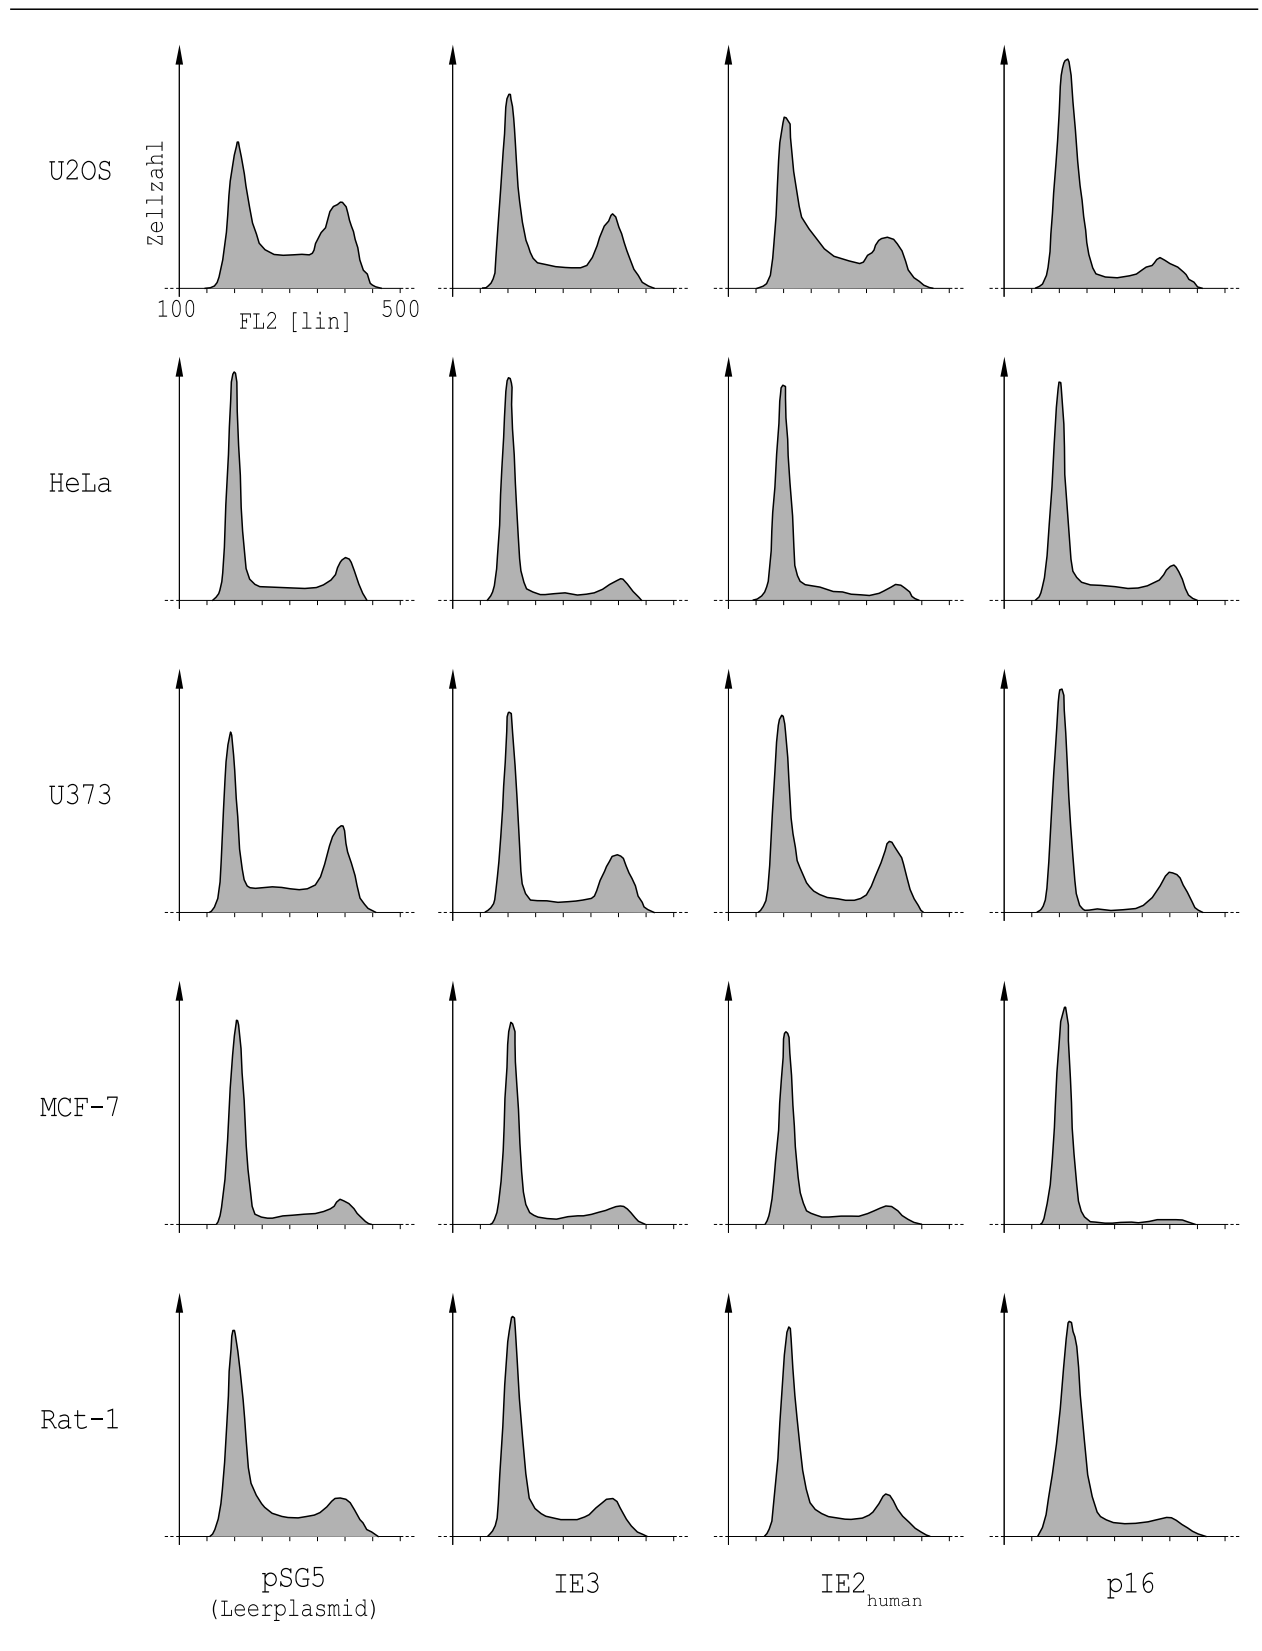 U2OS
Zellzahl
100
500
FL2 [lin]
HeLa
U373
MCF-7
Rat-1
pSG5
(Leerplasmid)
IE3
IE2human
p16